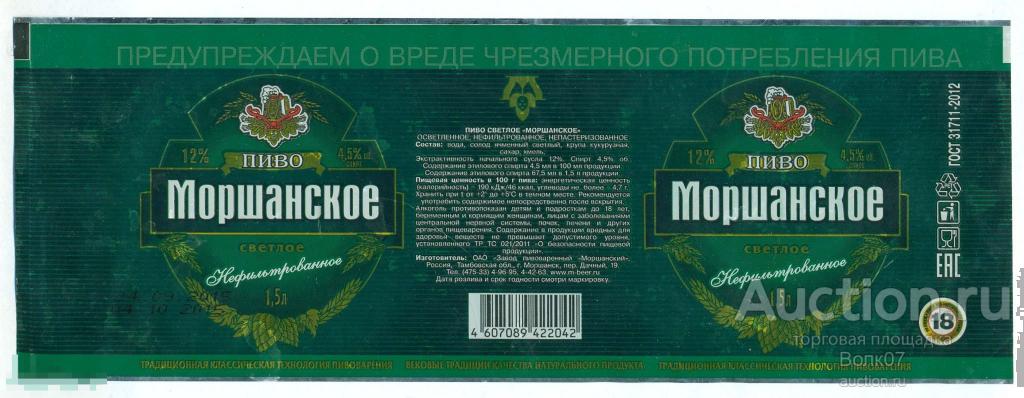 ПРЕДУПРЕЖДАЕМ О ВРЕДЕ ЧРЕЗМЕРНОГО ПОТРЕБЛЕНИЯ ПИВА
12%
4,5% об.
ПИВО
Моршанское
светлое
Нефильтрованное
1,5л
ТРАДИЦИОННАЯ КЛАССИЧЕСКАЯ ТЕХНОЛОГИЯ ПИВОВАРЕНИЯ
ПИВО СВЕТЛОЕ «МОРШАНСКОЕ»
ОСВЕТЛЕННОЕ, НЕФИЛЬТРОВАННОЕ, НЕПАСТЕРИЗОВАННОЕ
Состав: вода, солод ячменный светлый, крупа кукурузная,
сахар, хмель.
Экстрактивность начального сусла 12%. Спирт 4,5% об.
Содержание этилового спирта 4,5 мл в 100 мл продукции.
Содержание этилового спирта 67,5 мл в 1,5 л продукции.
Пищевая ценность в 100 г пива: энергетическая ценность
(калорийность) - 190 кДж/46 ккал, углеводы не более - 4,7 г.
Хранить при t от +2° до +5°С в темном месте. Рекомендуется
употребить содержимое непосредственно после вскрытия.
Алкоголь противопоказан детям и подросткам до 18 лет,
беременным и кормящим женщинам, лицам с заболеваниями
центральной нервной системы, почек, печени и других
органов пищеварения. Содержание в продукции вредных для
здоровья веществ не превышает допустимого уровня,
установленного ТР ТС 021/2011 «О безопасности пищевой
продукции».
Изготовитель: ОАО «Завод пивоваренный «Моршанский»,
Россия, Тамбовская обл., г. Моршанск, пер. Дачный, 19.
Тел. (475-33) 4-96-95, 4-42-63, www.m-beer.ru
Дата розлива и срок годности смотри маркировку.
4 607089 422042
ВЕКОВЫЕ ТРАДИЦИИ КАЧЕСТВА НАТУРАЛЬНОГО ПРОДУКТА
12%
4,5% об.
ПИВО
Моршанское
светлое
Нефильтрованное
1,5л
ТРАДИЦИОННАЯ КЛАССИЧЕСКАЯ ТЕХНОЛОГИЯ ПИВОВАРЕНИЯ
ГОСТ 31711-2012
EAC
18
Auction.ru
торговая площадка
Волк07
auction.ru